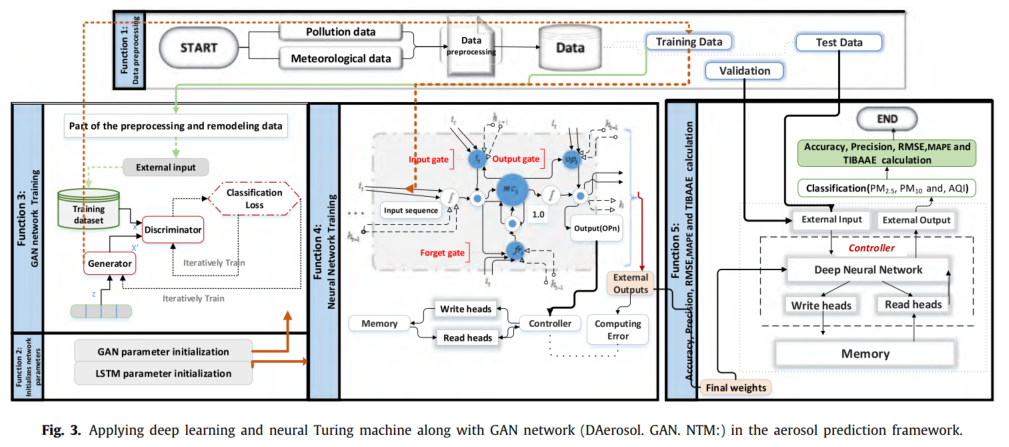 Function 1:
Data preprocessing
START
Pollution data
Meteorological data
Data
preprocessing
Data
Training Data
Test Data
Validation
Function 3:
GAN network Training
Part of the preprocessing and remodeling data
External input
Training
dataset
Classification
Loss
Discriminator
X
X'
Generator
Iteratively Train
Iteratively Train
z
Function 2:
Initializes network
parameters
GAN parameter initialization
LSTM parameter initialization
Function 4:
Neural Network Training
Input gate
Output gate
Input sequence
1.0
Output(OPn)
Forget gate
External
Outputs
Write heads
Memory
Controller
Read heads
Computing
Error
Function 5:
Accuracy, Precision, RMSE,MAPE and TIBAAE calculation
END
Accuracy, Precision, RMSE,MAPE and
TIBAAE calculation
Classification(PM2.5, PM10 and, AQI)
External Input
External Output
Controller
Deep Neural Network
Write heads
Read heads
Memory
Final weights
Fig. 3. Applying deep learning and neural Turing machine along with GAN network (DAerosol. GAN. NTM:) in the aerosol prediction framework.